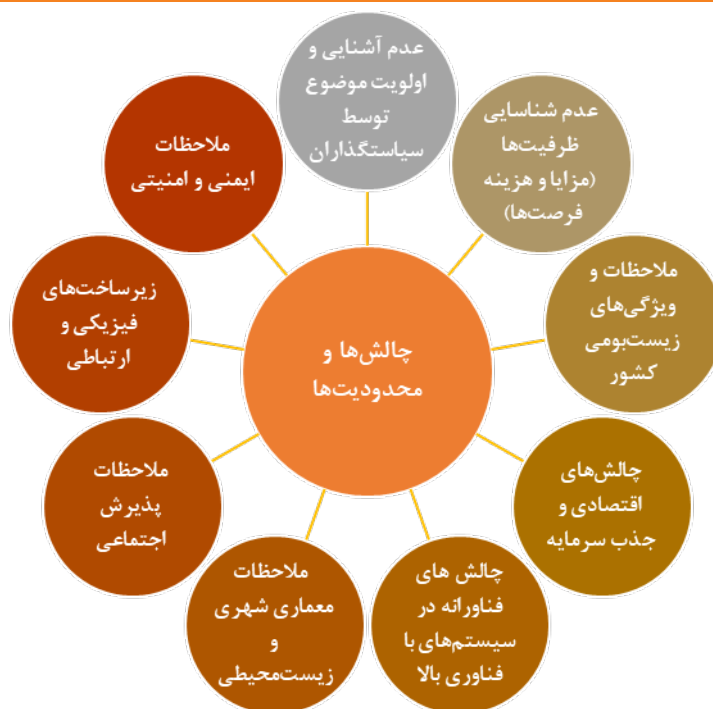 چالش‌ها و
محدودیت‌ها
عدم آشنایی و
اولویت موضوع
توسط
سیاستگذاران
عدم شناسایی
ظرفیت‌ها
(مزایا و هزینه
فرصت‌ها)
ملاحظات و
ویژگی‌های
زیست‌بومی
کشور
چالش‌های
اقتصادی و
جذب سرمایه
چالش های
فناورانه در
سیستم‌های با
فناوری بالا
ملاحظات
معماری شهری
و
زیست‌محیطی
ملاحظات
پذیرش
اجتماعی
زیرساخت‌های
فیزیکی و
ارتباطی
ملاحظات
ایمنی و امنیتی